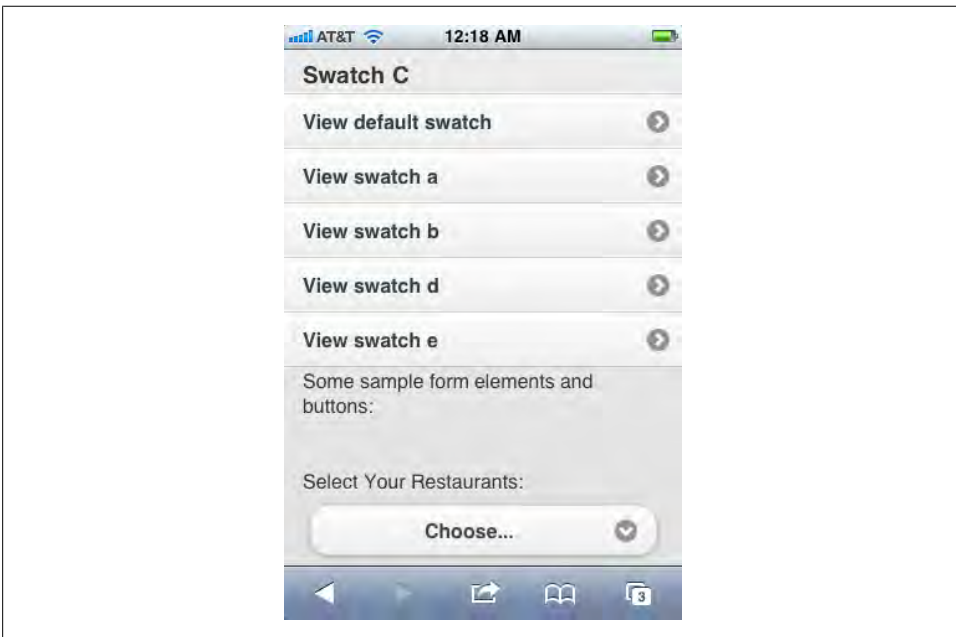 AT&T 12:18 AM
Swatch C
View default swatch
View swatch a
View swatch b
View swatch d
View swatch e
Some sample form elements and
buttons:
Select Your Restaurants:
Choose...
3